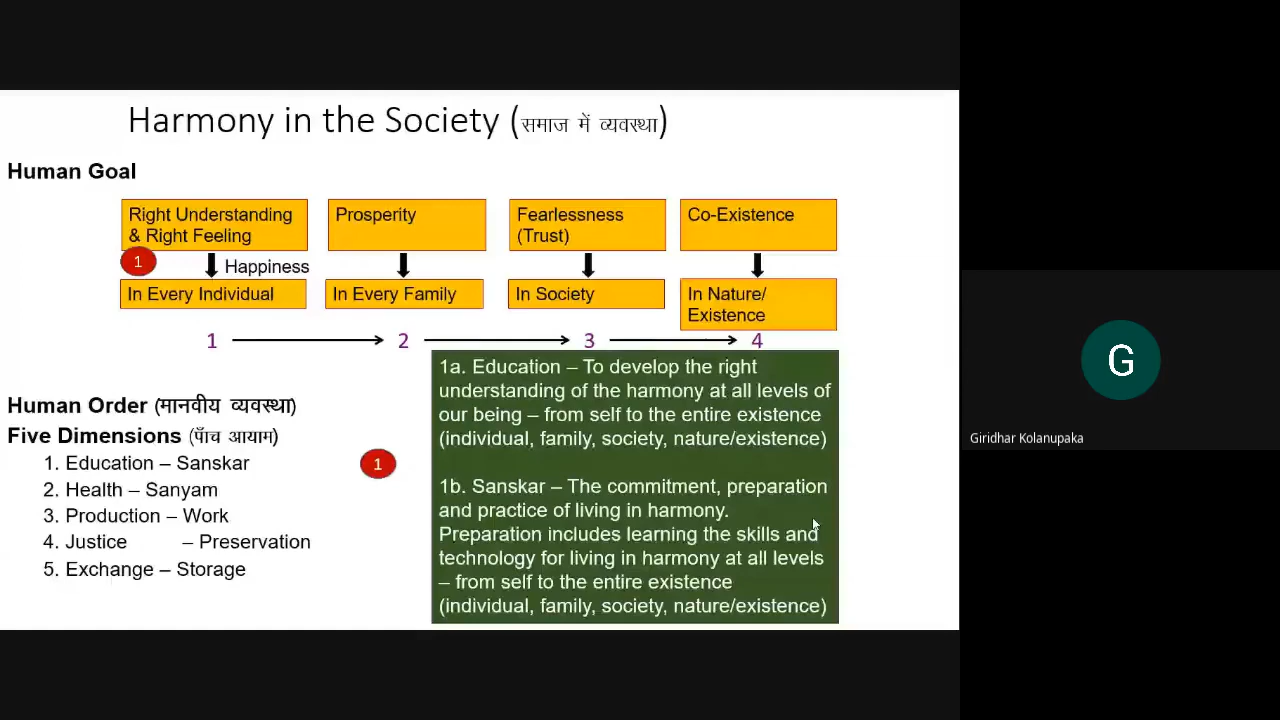 Harmony in the Society (समाज में व्यवस्था)
Human Goal
Right Understanding
& Right Feeling
Prosperity
Fearlessness
(Trust)
Co-Existence
1
Happiness
In Every Individual
In Every Family
In Society
In Nature/
Existence
1
2
3
4
Human Order (मानवीय व्यवस्था)
Five Dimensions (पाँच आयाम)
1. Education – Sanskar
2. Health – Sanyam
3. Production – Work
4. Justice – Preservation
5. Exchange – Storage
1
1a. Education – To develop the right
understanding of the harmony at all levels of
our being – from self to the entire existence
(individual, family, society, nature/existence)
1b. Sanskar – The commitment, preparation
and practice of living in harmony.
Preparation includes learning the skills and
technology for living in harmony at all levels
– from self to the entire existence
(individual, family, society, nature/existence)
G
Giridhar Kolanupaka